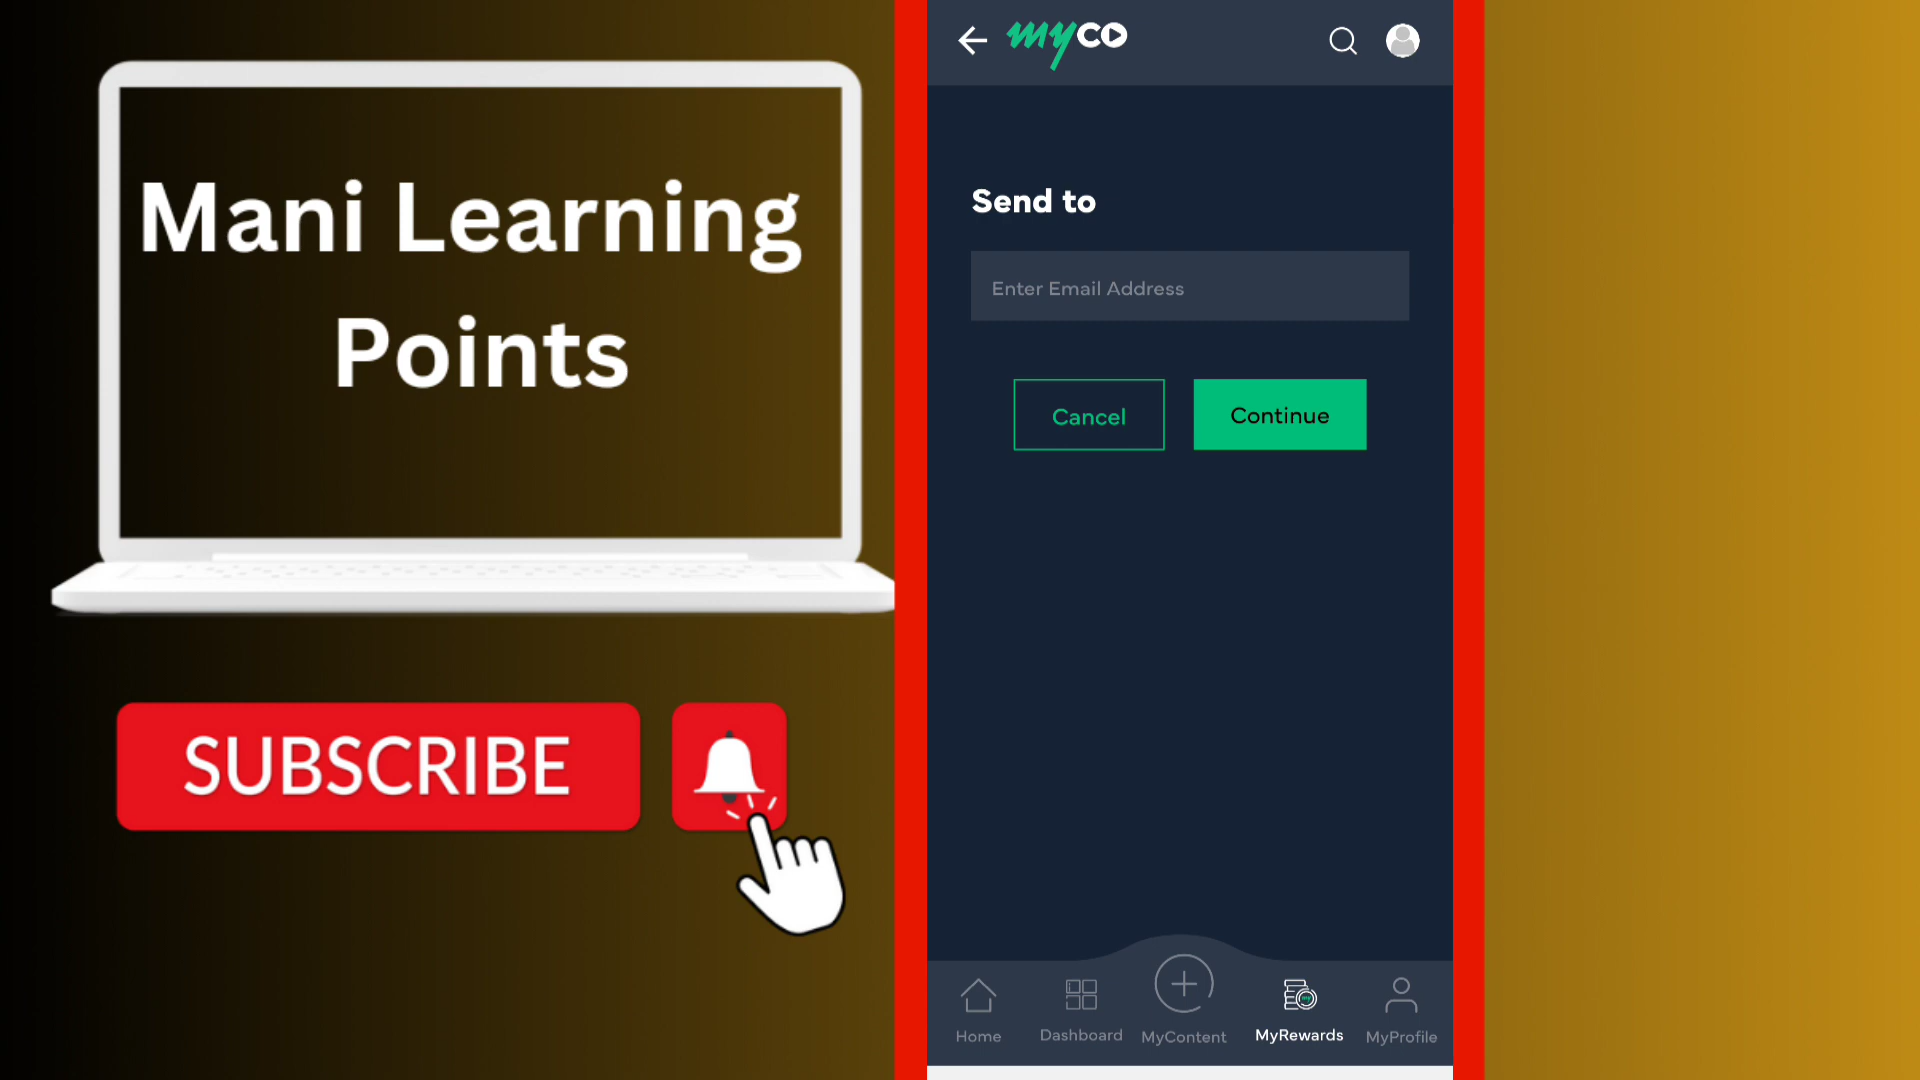 Mani Learning
Points
SUBSCRIBE
myco
Send to
Enter Email Address
Cancel
Continue
Home
Dashboard
MyContent
MyRewards
MyProfile